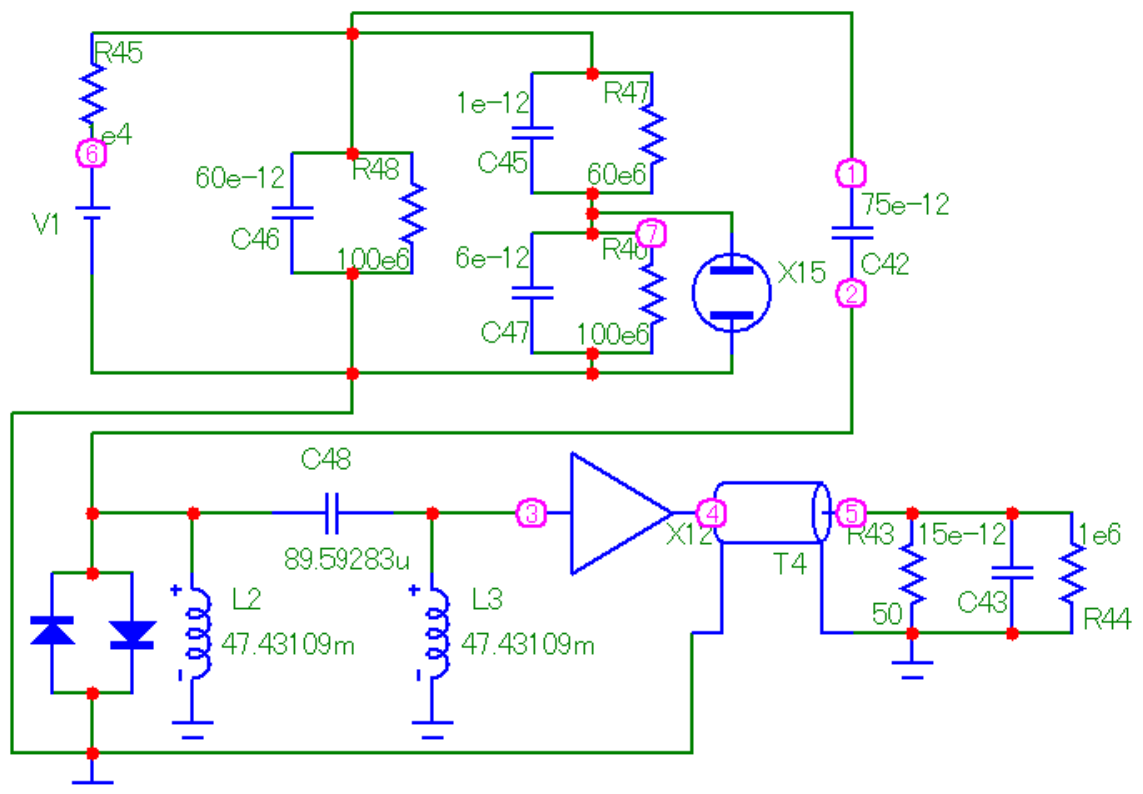 R45
1e4
6
V1
60e-12
R48
C46
100e6
1e-12
R47
C45
60e6
6e-12
R46
7
C47
100e6
X15
1
75e-12
C42
2
C48
89.59283u
3
X12
4
T4
5
R43
50
15e-12
C43
1e6
R44
+
L2
47.43109m
-
+
L3
47.43109m
-